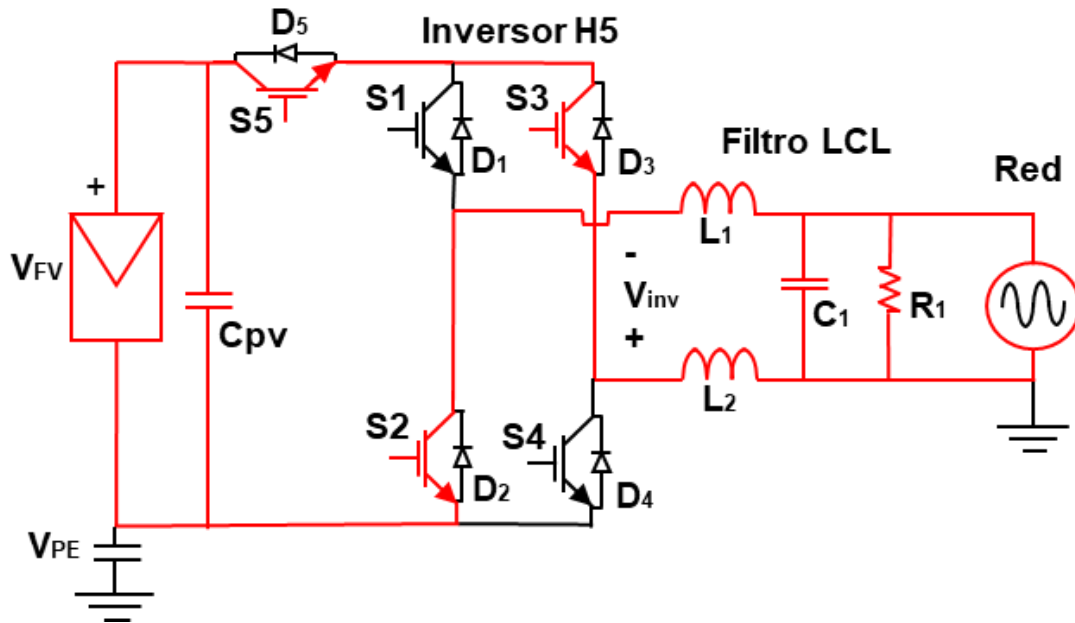 D5
Inversor H5
S5
S1
S3
D1
D3
Filtro LCL
Red
+
VFV
Cpv
-
Vinv
+
L1
C1
R1
L2
S2
S4
D2
D4
VPE